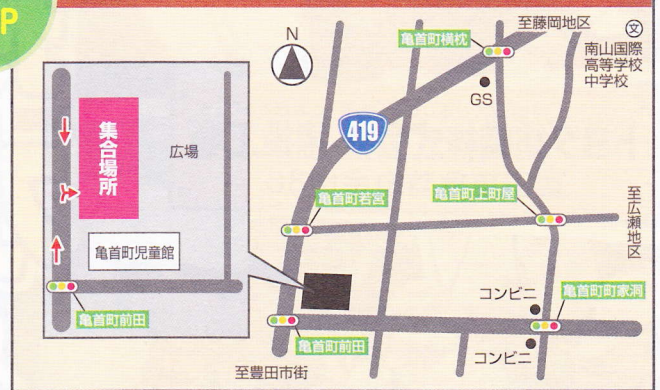 P
至藤岡地区
文
南山国際
高等学校
中学校
亀首町横枕
N
GS
419
集合場所
広場
亀首町若宮
亀首町上町屋
至広瀬地区
亀首町児童館
亀首町前田
コンビニ
亀首町町家洞
亀首町前田
コンビニ
至豊田市街